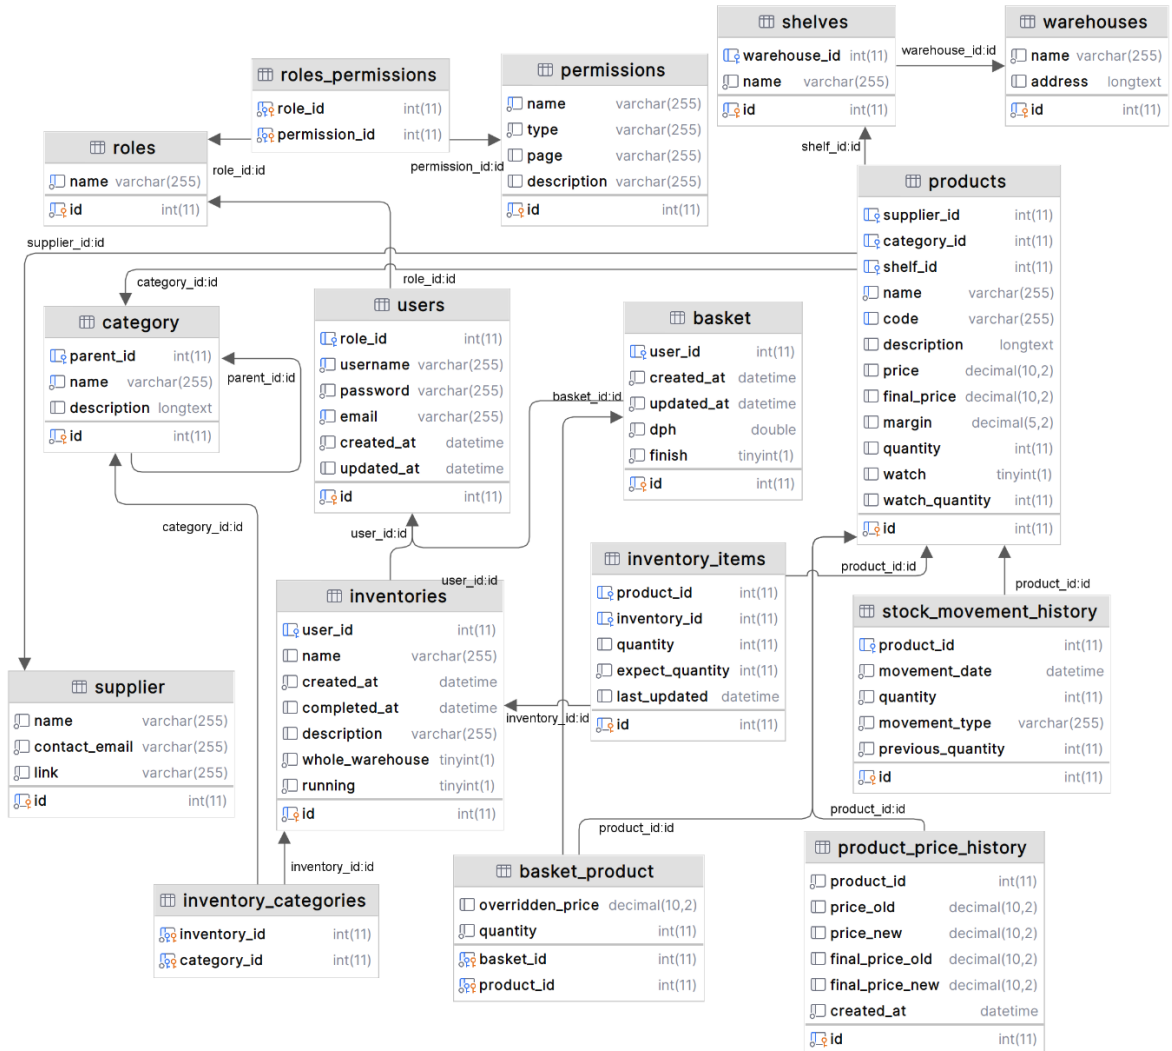 shelves
warehouse_id int(11)
name varchar(255)
id int(11)
warehouse_id:id
warehouses
name varchar(255)
address longtext
id int(11)
roles_permissions
role_id int(11)
permission_id int(11)
permissions
name varchar(255)
type varchar(255)
page varchar(255)
description varchar(255)
id int(11)
roles
name varchar(255)
id int(11)
role_id:id
permission_id:id
shelf_id:id
products
supplier_id int(11)
category_id int(11)
shelf_id int(11)
name varchar(255)
code varchar(255)
description longtext
price decimal(10,2)
final_price decimal(10,2)
margin decimal(5,2)
quantity int(11)
watch tinyint(1)
watch_quantity int(11)
id int(11)
supplier_id:id
category_id:id
role_id:id
category
parent_id int(11)
name varchar(255)
description longtext
id int(11)
parent_id:id
users
role_id int(11)
username varchar(255)
password varchar(255)
email varchar(255)
created_at datetime
updated_at datetime
id int(11)
basket
user_id int(11)
created_at datetime
updated_at datetime
dph double
finish tinyint(1)
id int(11)
basket_id:id
category_id:id
user_id:id
user_id:id
inventories
user_id int(11)
name varchar(255)
created_at datetime
completed_at datetime
description varchar(255)
whole_warehouse tinyint(1)
running tinyint(1)
id int(11)
inventory_items
product_id int(11)
inventory_id int(11)
quantity int(11)
expect_quantity int(11)
last_updated datetime
id int(11)
product_id:id
product_id:id
stock_movement_history
product_id int(11)
movement_date datetime
quantity int(11)
movement_type varchar(255)
previous_quantity int(11)
id int(11)
supplier
name varchar(255)
contact_email varchar(255)
link varchar(255)
id int(11)
inventory_id:id
inventory_id:id
product_id:id
product_id:id
inventory_categories
inventory_id int(11)
category_id int(11)
basket_product
overridden_price decimal(10,2)
quantity int(11)
basket_id int(11)
product_id int(11)
product_price_history
product_id int(11)
price_old decimal(10,2)
price_new decimal(10,2)
final_price_old decimal(10,2)
final_price_new decimal(10,2)
created_at datetime
id int(11)